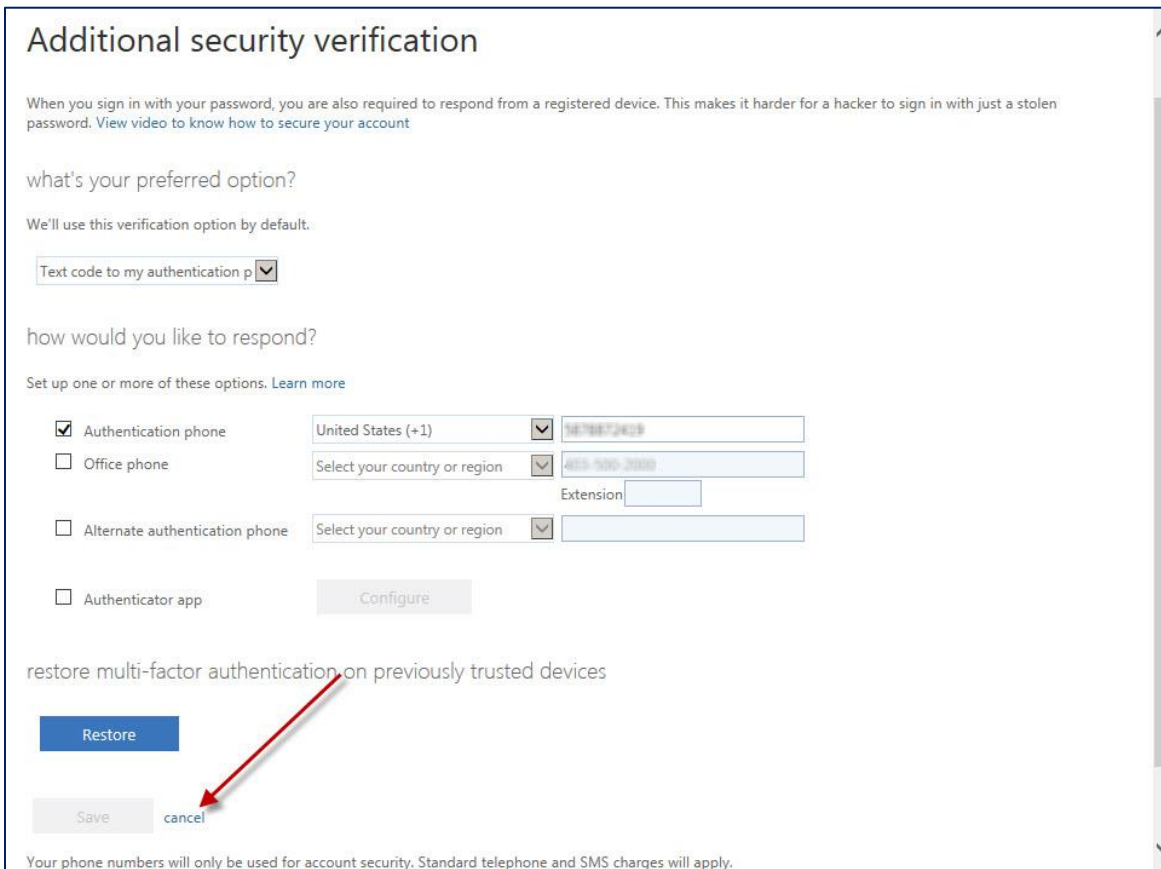 Additional security verification
When you sign in with your password, you are also required to respond from a registered device. This makes it harder for a hacker to sign in with just a stolen
password. View video to know how to secure your account
what's your preferred option?
We'll use this verification option by default.
Text code to my authentication p
how would you like to respond?
Set up one or more of these options. Learn more
Authentication phone United States (+1)
Office phone Select your country or region
Extension
Alternate authentication phone Select your country or region
Authenticator app Configure
restore multi-factor authentication on previously trusted devices
Restore
Save cancel
Your phone numbers will only be used for account security. Standard telephone and SMS charges will apply.